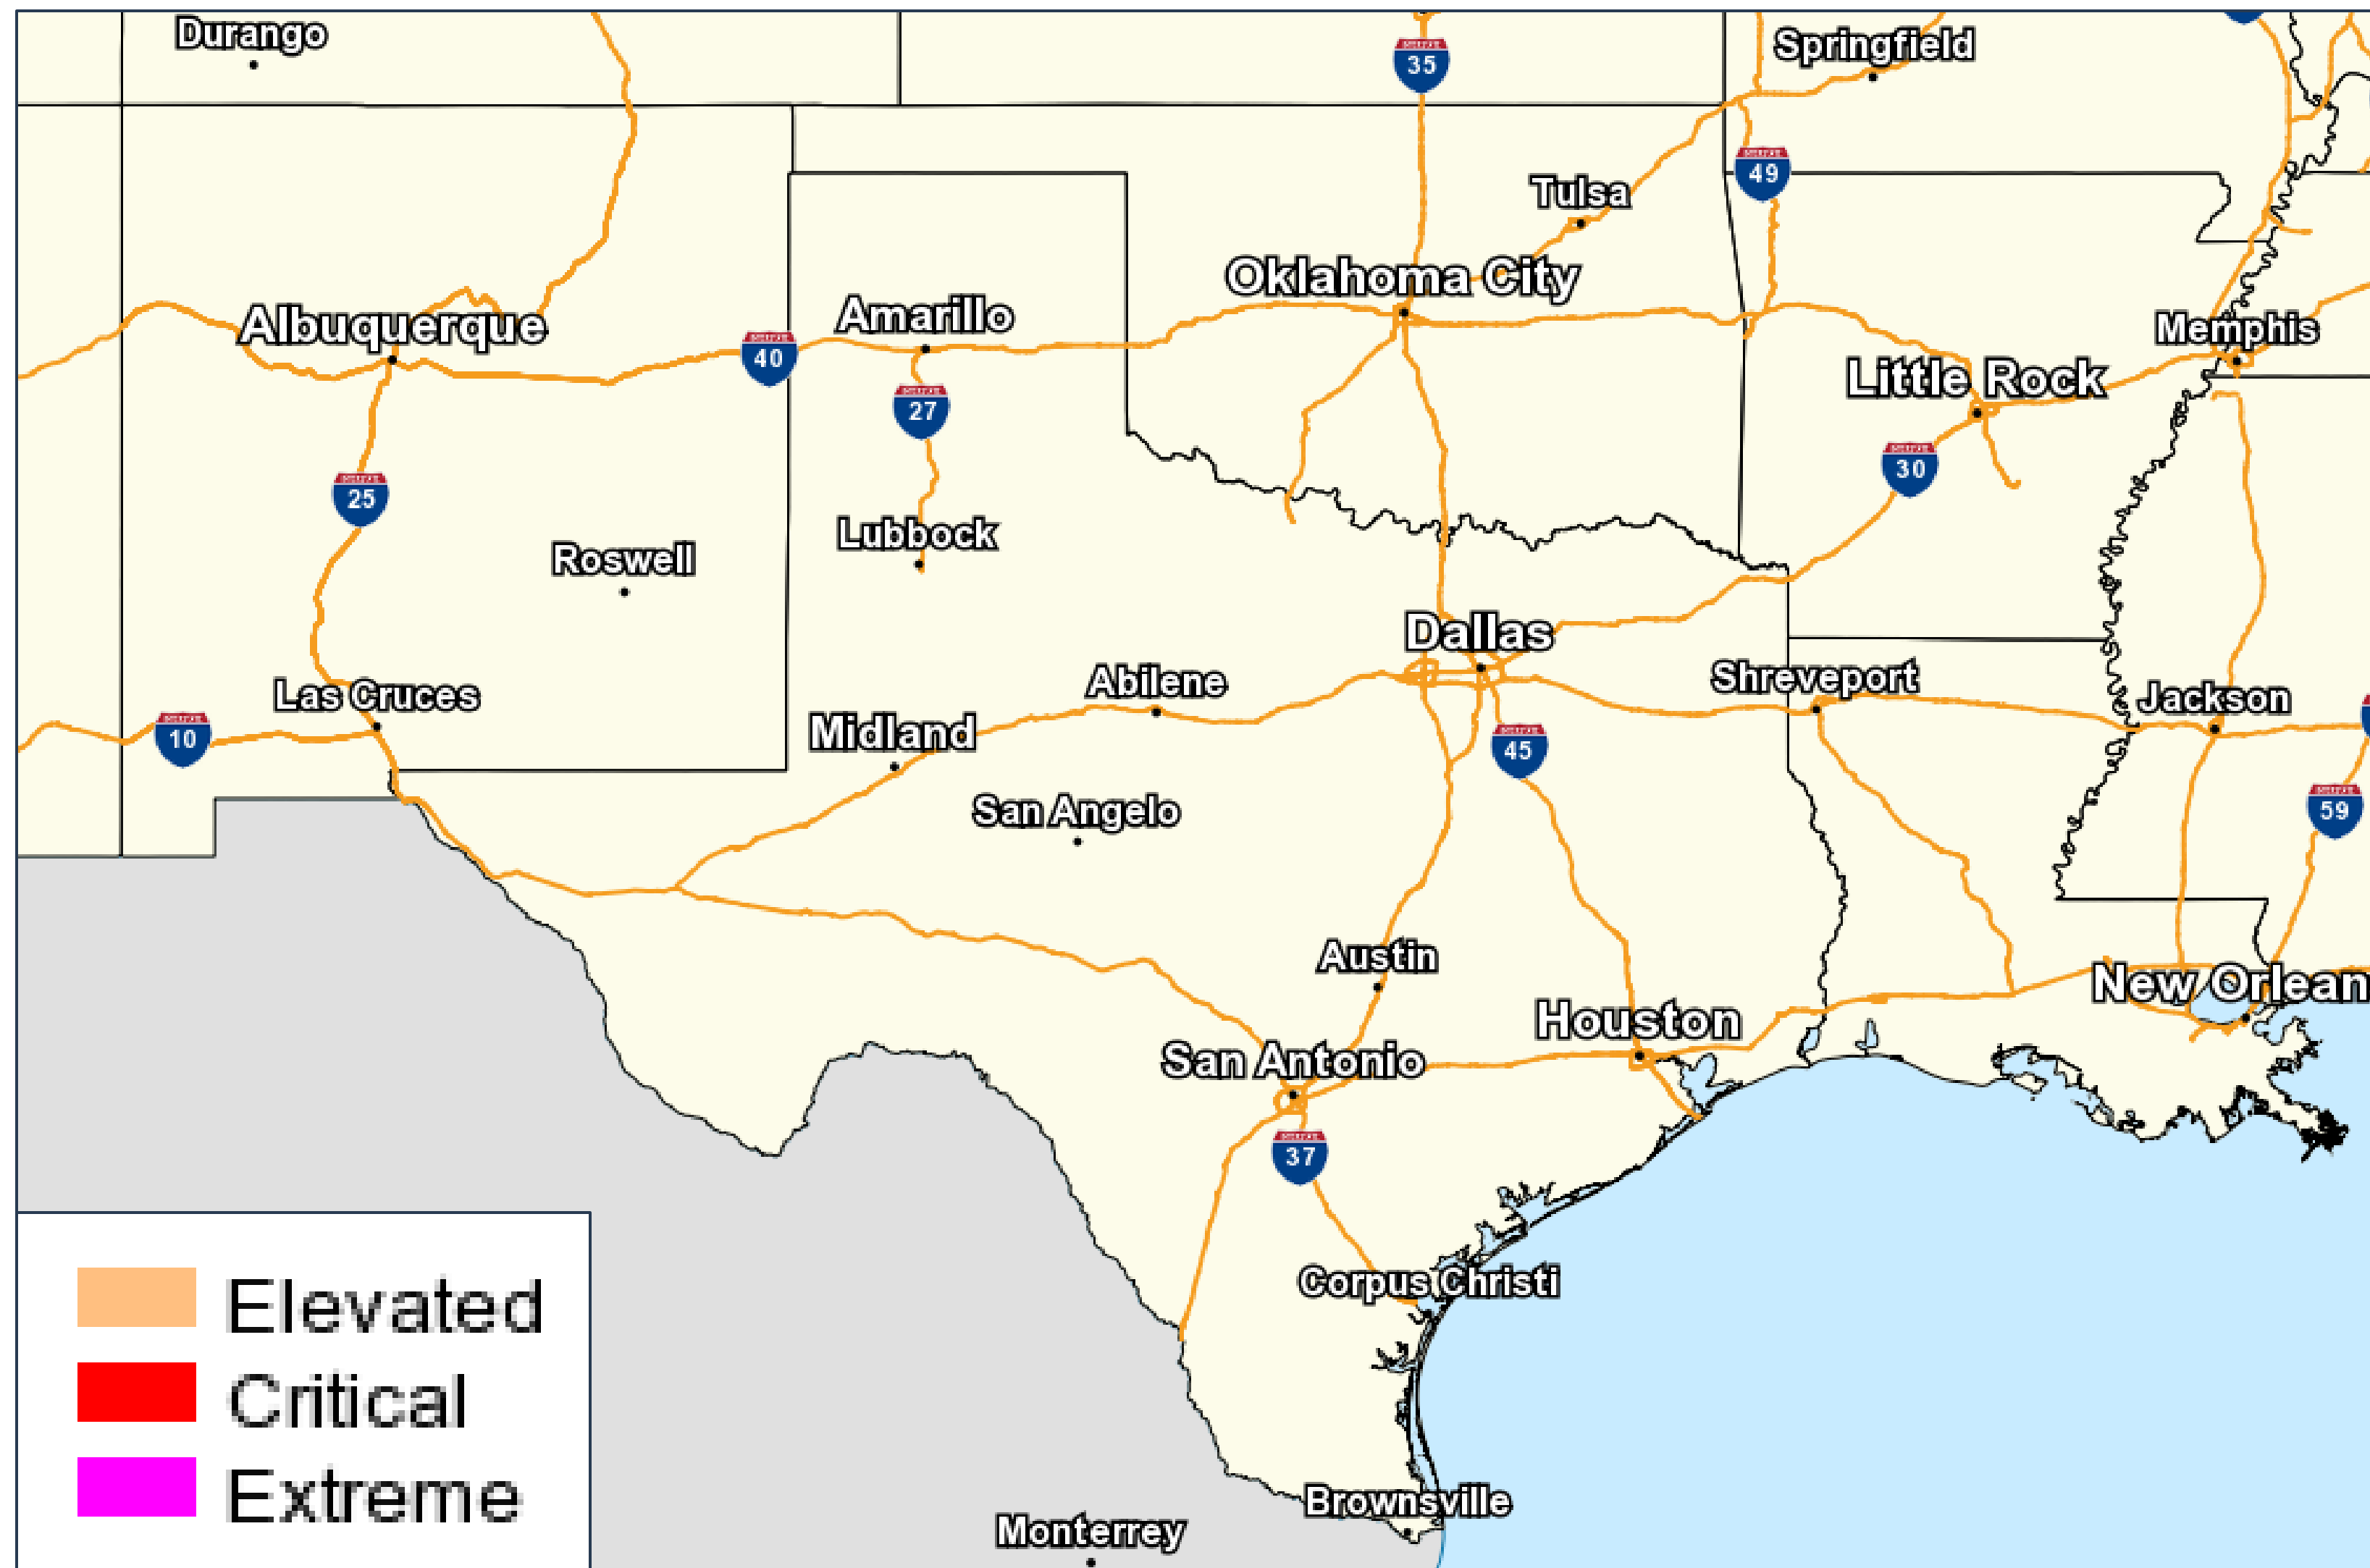 Durango
35
Springfield
49
Tulsa
Oklahoma City
Albuquerque
Amarillo
40
Memphis
Little Rock
27
30
25
Lubbock
Roswell
Dallas
Abilene
Shreveport
Las Cruces
Jackson
10
Midland
45
San Angelo
59
Austin
New Orlean
Houston
San Antonio
37
Corpus Christi
Elevated
Critical
Extreme
Brownsville
Monterrey